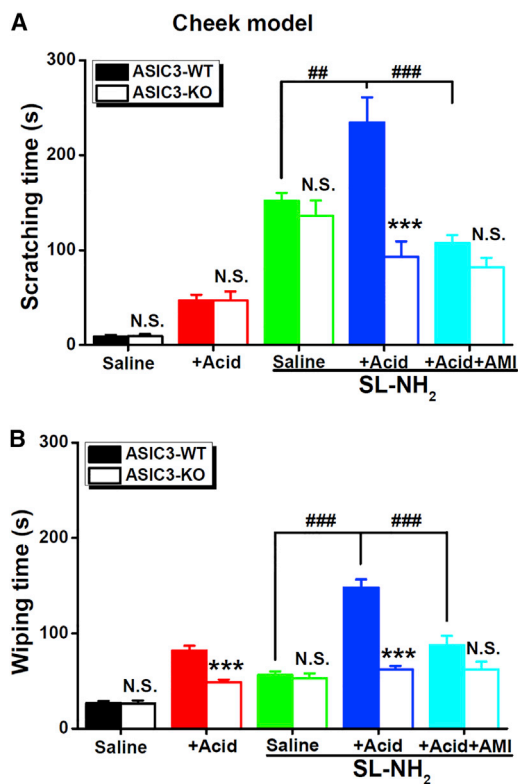 A
Cheek model
Scratching time (s)
300
200
100
0
ASIC3-WT
ASIC3-KO
## ###
N.S. N.S. N.S. *** N.S.
Saline +Acid Saline +Acid +Acid+AMI
SL-NH2
B
Wiping time (s)
300
200
100
0
ASIC3-WT
ASIC3-KO
### ###
N.S. *** N.S. *** N.S.
Saline +Acid Saline +Acid +Acid+AMI
SL-NH2